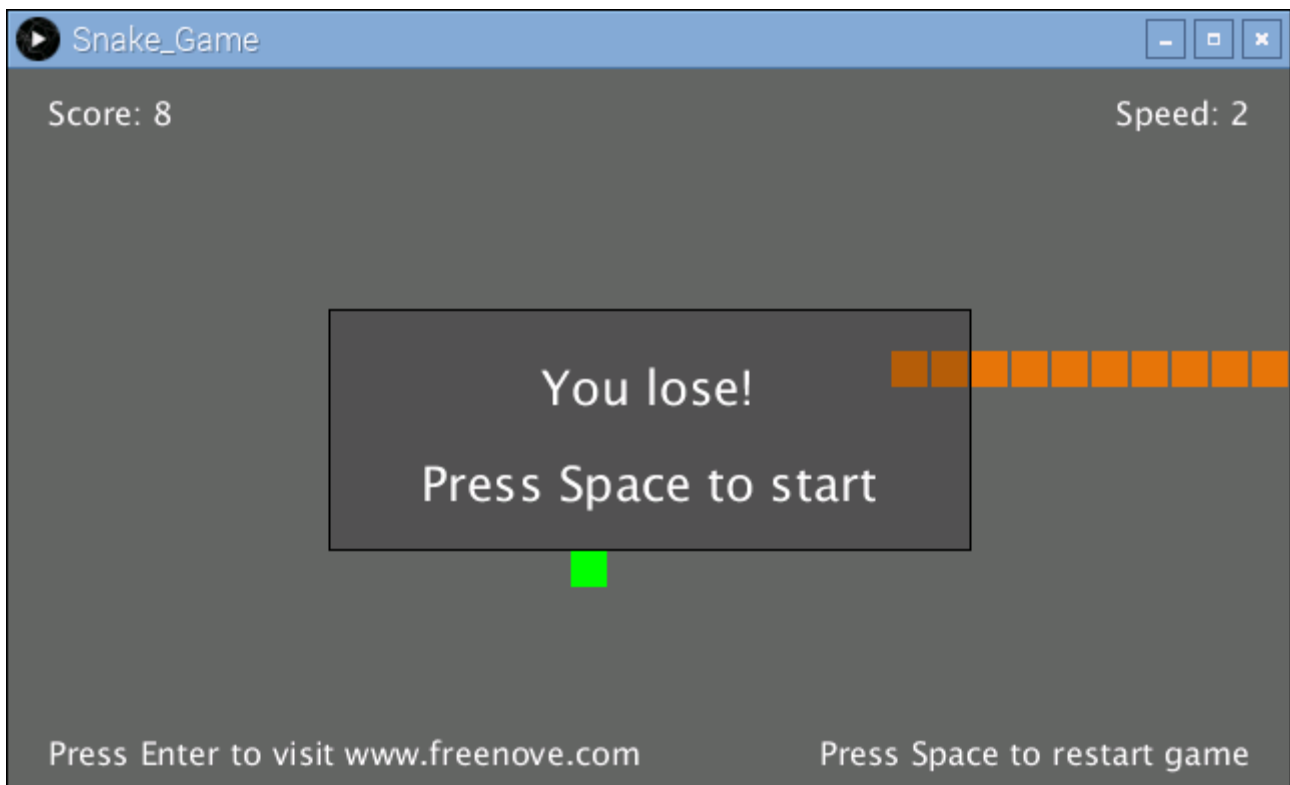 Snake_Game
Score: 8
Speed: 2
You lose!
Press Space to start
Press Enter to visit www.freenove.com
Press Space to restart game